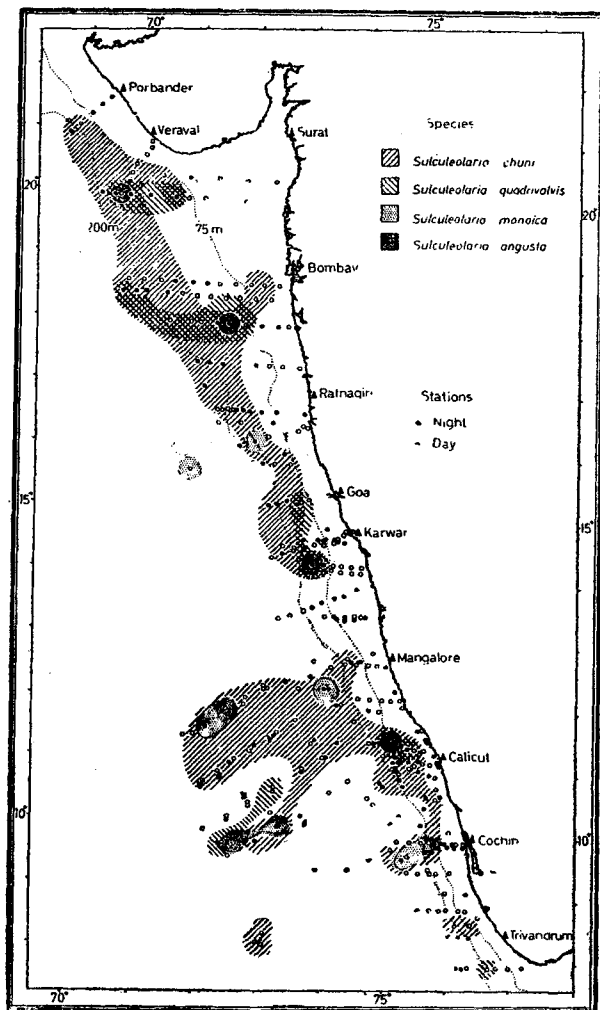 70°
75°
Porbander
Veraval
Surat
Species
Sulculeolaria chuni
Sulculeolaria quadrivalvis
Sulculeolaria monoica
Sulculeolaria angusta
20°
20°
200m
75 m
Bombay
Ratnagiri
Stations
Night
Day
Goa
15°
15°
Karwar
Mangalore
Calicut
10°
10°
Cochin
Trivandrum
70°
75°